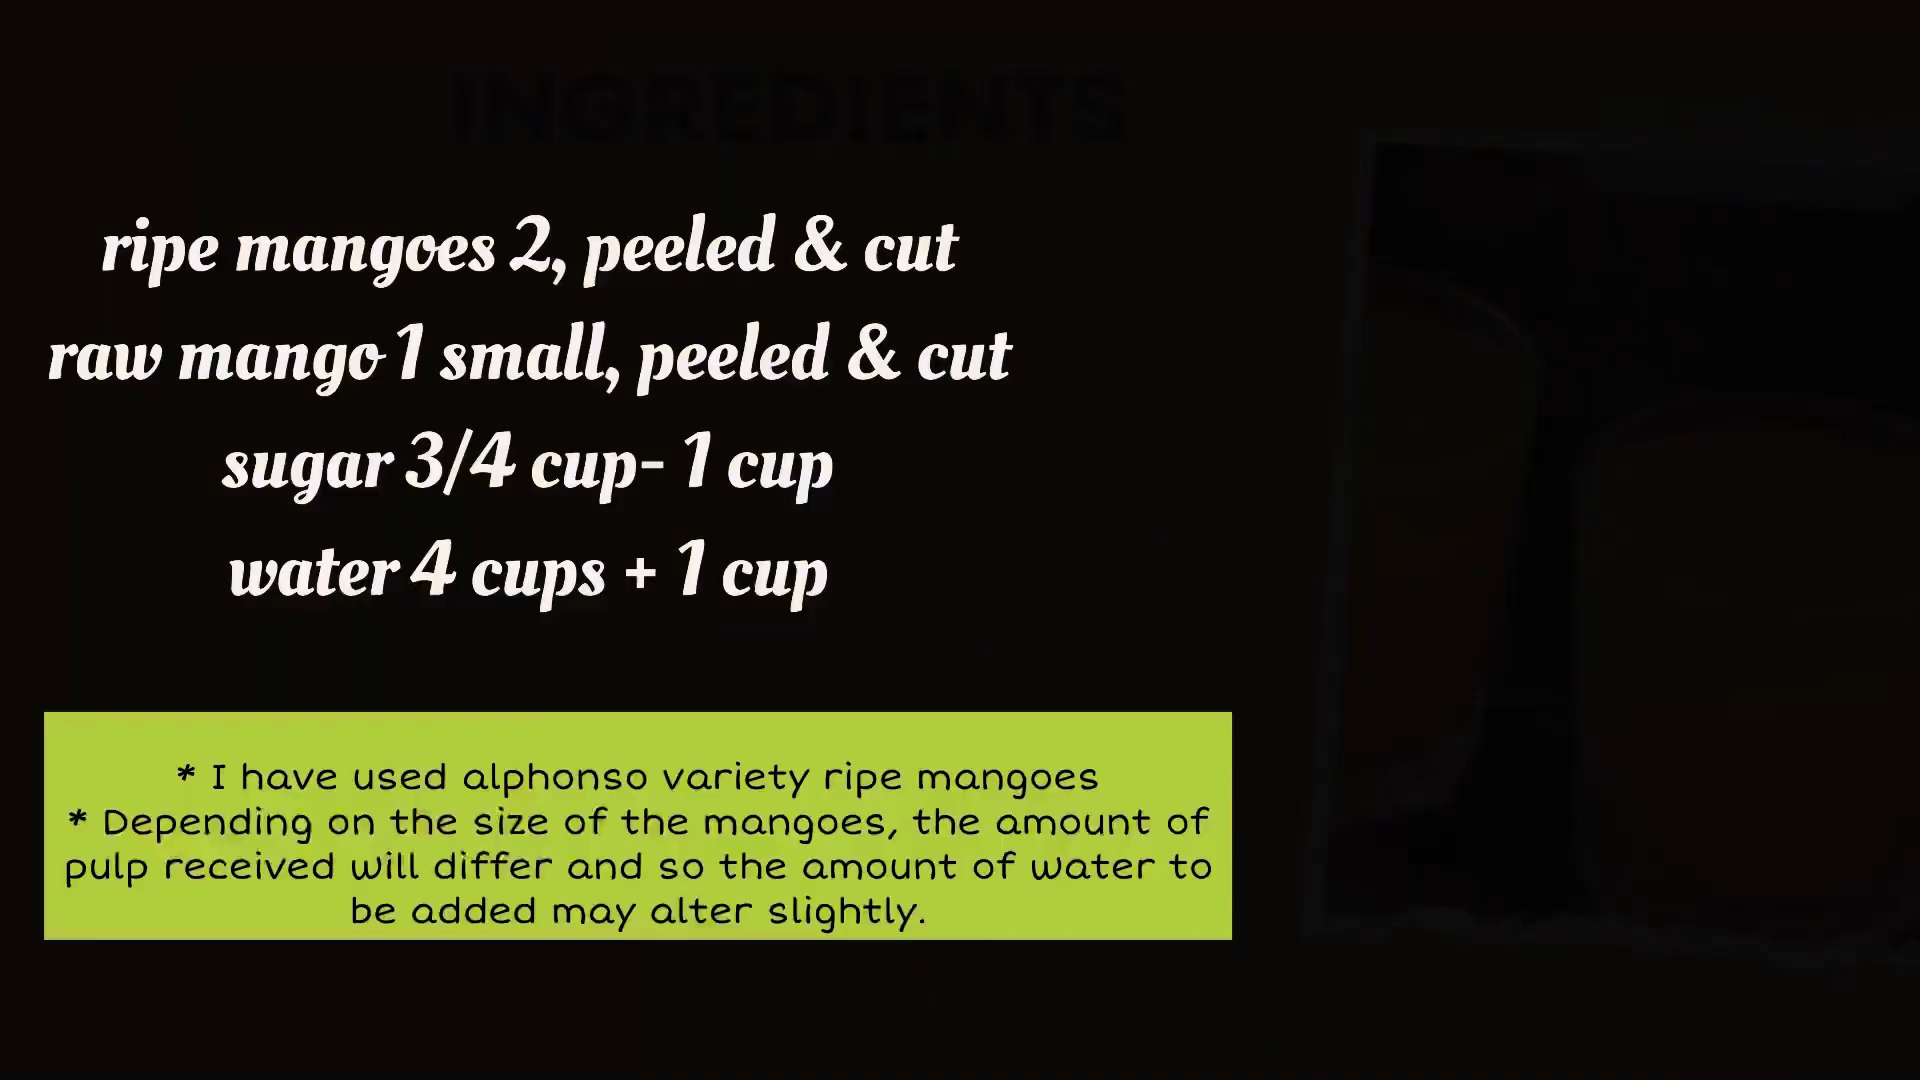 INGREDIENTS
ripe mangoes 2, peeled & cut
raw mango 1 small, peeled & cut
sugar 3/4 cup- 1 cup
water 4 cups + 1 cup
* I have used alphonso variety ripe mangoes
* Depending on the size of the mangoes, the amount of
pulp received will differ and so the amount of water to
be added may alter slightly.